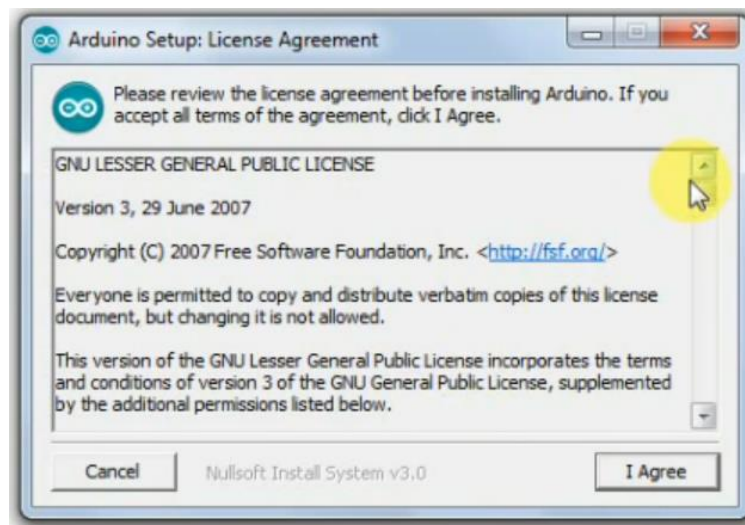 Arduino Setup: License Agreement
Please review the license agreement before installing Arduino. If you
accept all terms of the agreement, click I Agree.
GNU LESSER GENERAL PUBLIC LICENSE
Version 3, 29 June 2007
Copyright (C) 2007 Free Software Foundation, Inc. <http://fsf.org/>
Everyone is permitted to copy and distribute verbatim copies of this license
document, but changing it is not allowed.
This version of the GNU Lesser General Public License incorporates the terms
and conditions of version 3 of the GNU General Public License, supplemented
by the additional permissions listed below.
Cancel
Nullsoft Install System v3.0
I Agree